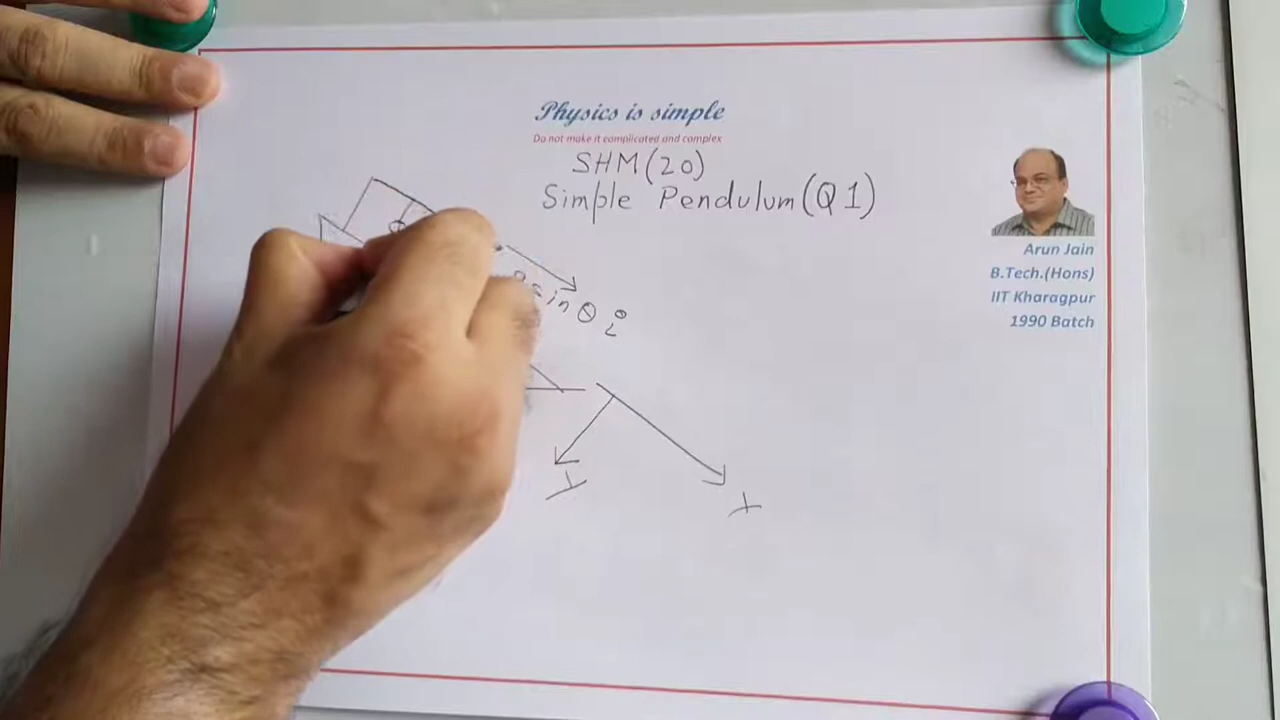 Physics is simple
Do not make it complicated and complex
SHM(20)
Simple Pendulum (Q1)
Arun Jain
B.Tech.(Hons)
IIT Kharagpur
1990 Batch
sin θ i
Y
X